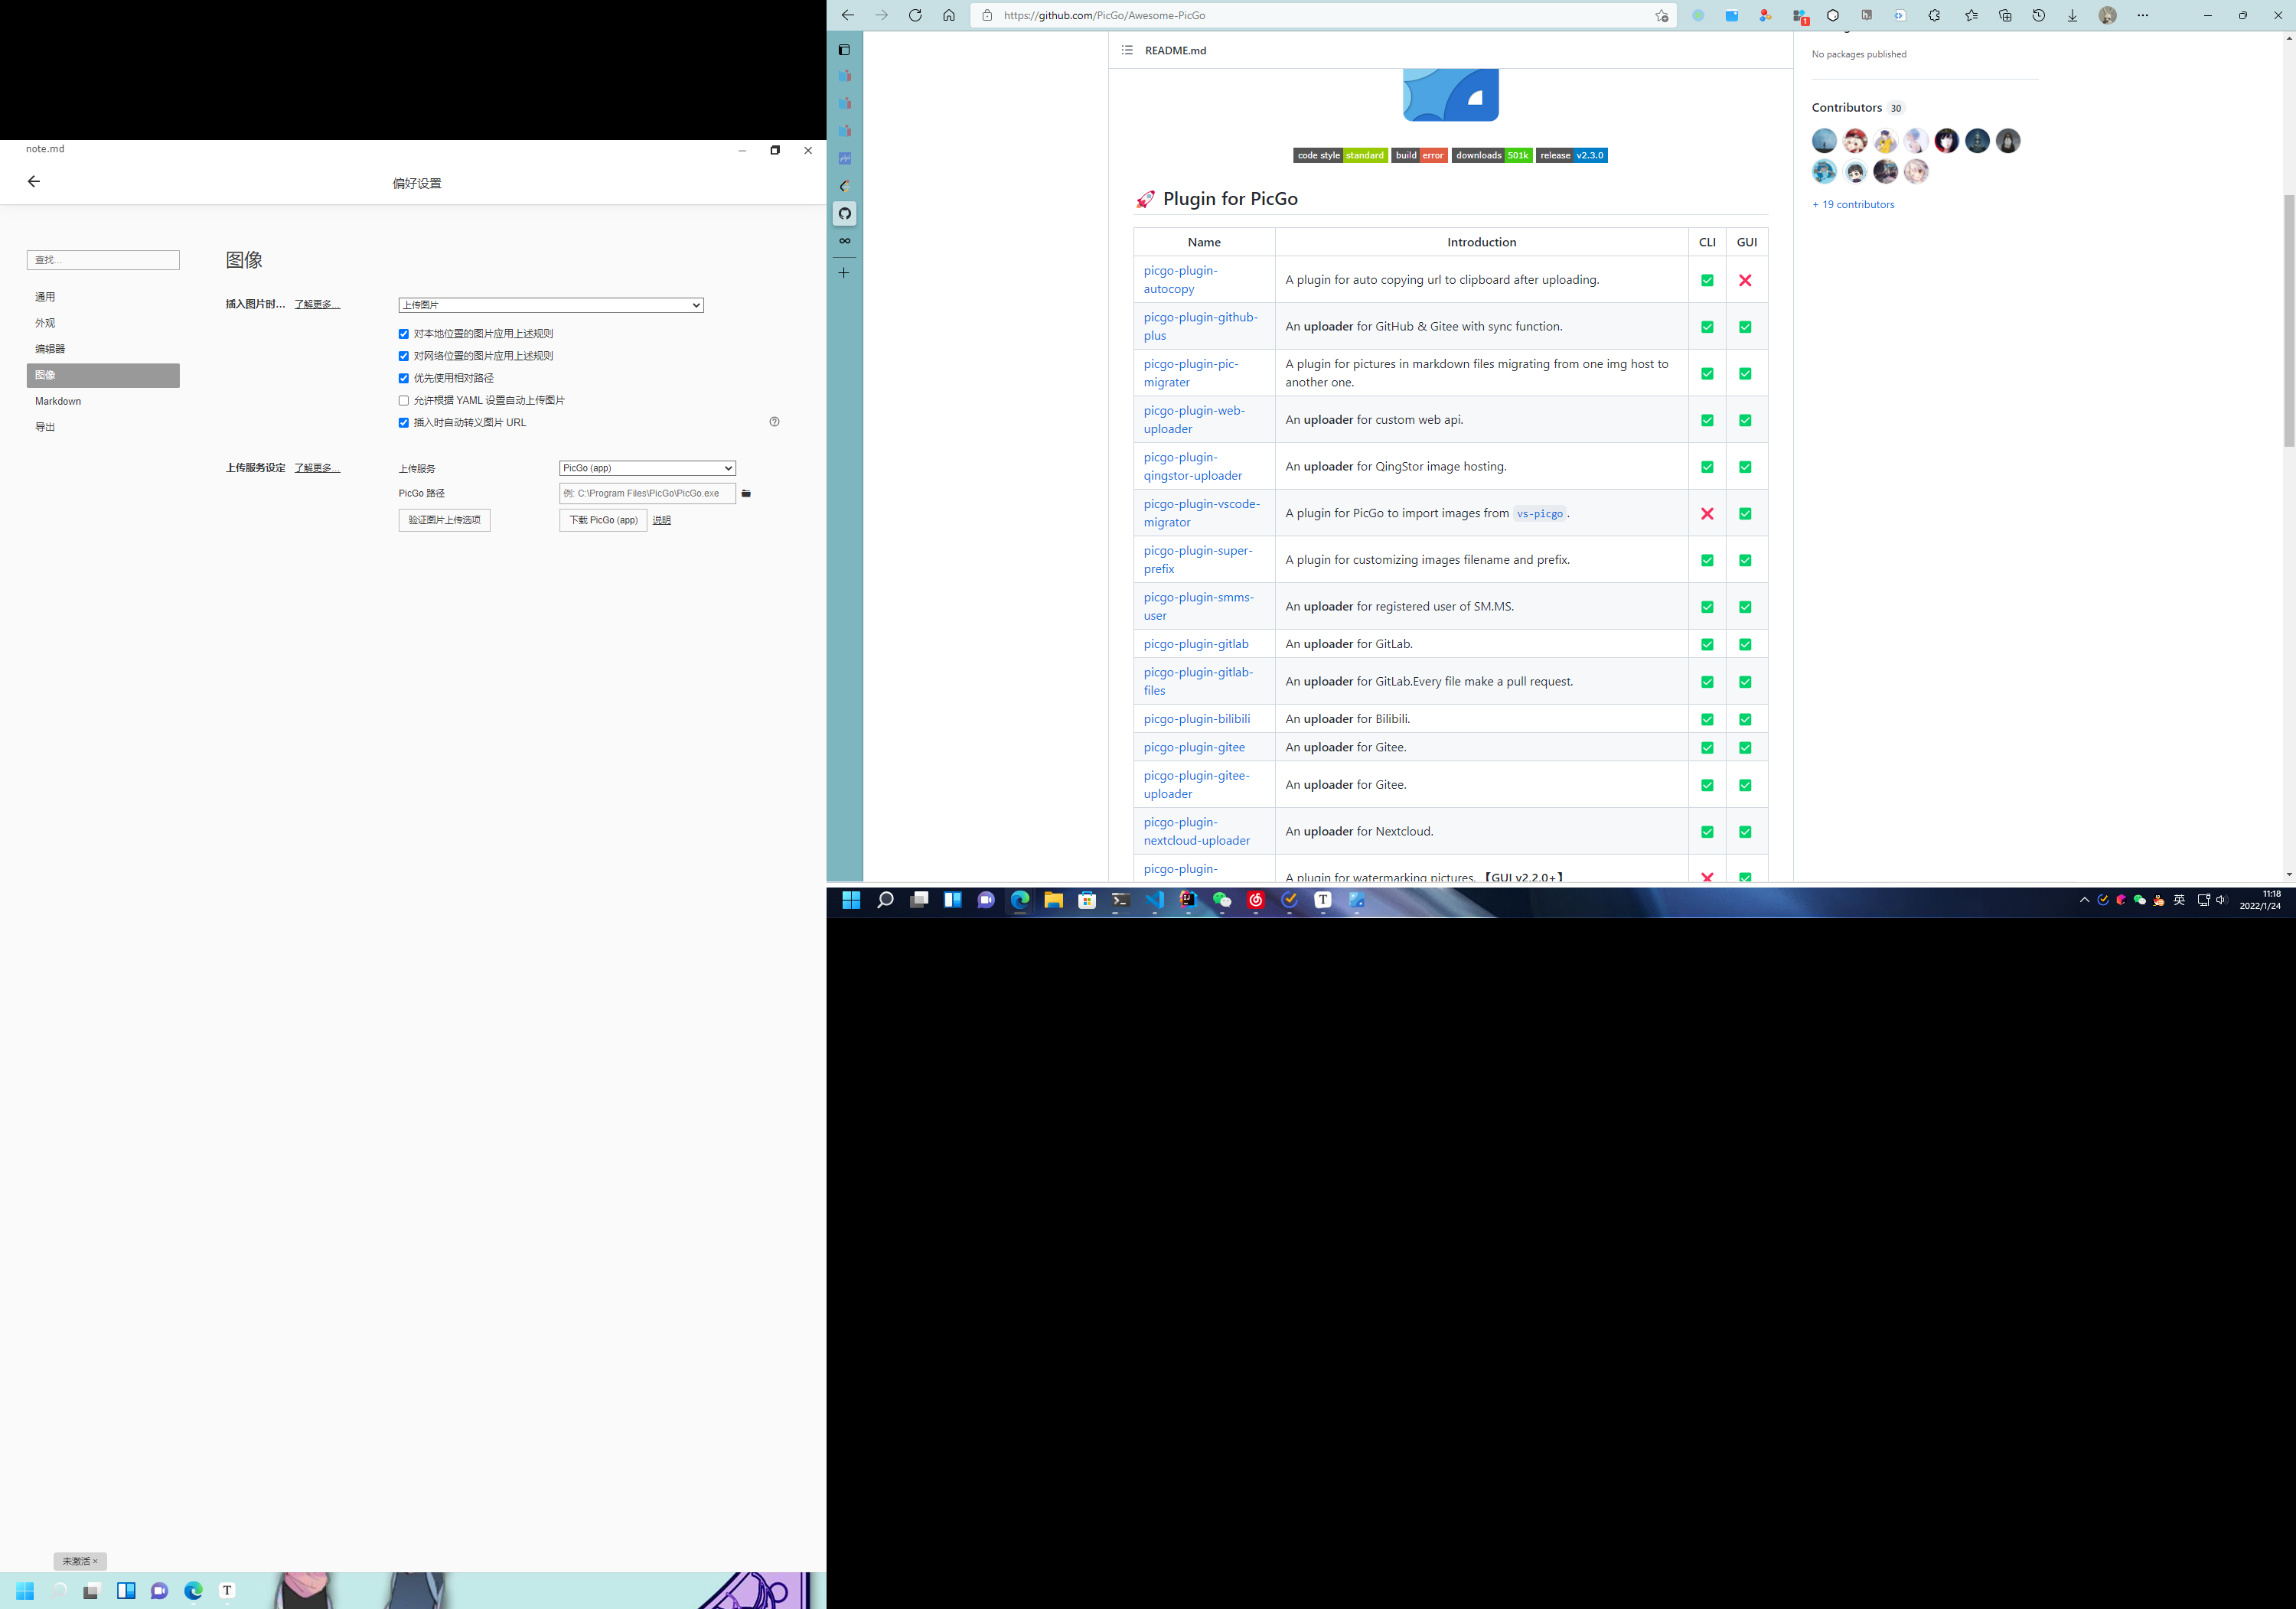 note.md
偏好设置
查找...
通用
外观
编辑器
图像
Markdown
导出
图像
插入图片时... 了解更多... 上传图片
对本地位置的图片应用上述规则
对网络位置的图片应用上述规则
优先使用相对路径
允许根据 YAML 设置自动上传图片
插入时自动转义图片 URL
上传服务设定 了解更多... 上传服务 PicGo (app)
PicGo 路径 例: C:\Program Files\PicGo\PicGo.exe
验证图片上传选项 下载 PicGo (app) 说明
未激活 ×
T
https://github.com/PicGo/Awesome-PicGo
1
README.md
code style standard build error downloads 501k release v2.3.0
🚀 Plugin for PicGo
Name Introduction CLI GUI
picgo-plugin-
autocopy
A plugin for auto copying url to clipboard after uploading. ✅ ❌
picgo-plugin-github-
plus
An uploader for GitHub & Gitee with sync function. ✅ ✅
picgo-plugin-pic-
migrater
A plugin for pictures in markdown files migrating from one img host to
another one. ✅ ✅
picgo-plugin-web-
uploader
An uploader for custom web api. ✅ ✅
picgo-plugin-
qingstor-uploader
An uploader for QingStor image hosting. ✅ ✅
picgo-plugin-vscode-
migrator
A plugin for PicGo to import images from vs-picgo. ❌ ✅
picgo-plugin-super-
prefix
A plugin for customizing images filename and prefix. ✅ ✅
picgo-plugin-smms-
user
An uploader for registered user of SM.MS. ✅ ✅
picgo-plugin-gitlab An uploader for GitLab. ✅ ✅
picgo-plugin-gitlab-
files
An uploader for GitLab.Every file make a pull request. ✅ ✅
picgo-plugin-bilibili An uploader for Bilibili. ✅ ✅
picgo-plugin-gitee An uploader for Gitee. ✅ ✅
picgo-plugin-gitee-
uploader
An uploader for Gitee. ✅ ✅
picgo-plugin-
nextcloud-uploader
An uploader for Nextcloud. ✅ ✅
picgo-plugin-
A plugin for watermarking pictures. 【GUI v2.2.0+】 ❌ ✅
No packages published
Contributors 30
+ 19 contributors
T
英
11:18
2022/1/24